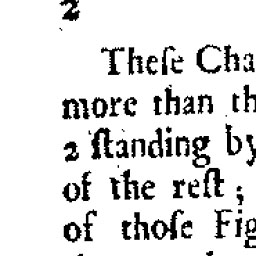 2
Theſe Cha
more than th
2 ſtanding by
of the reſt;
of thoſe Fig